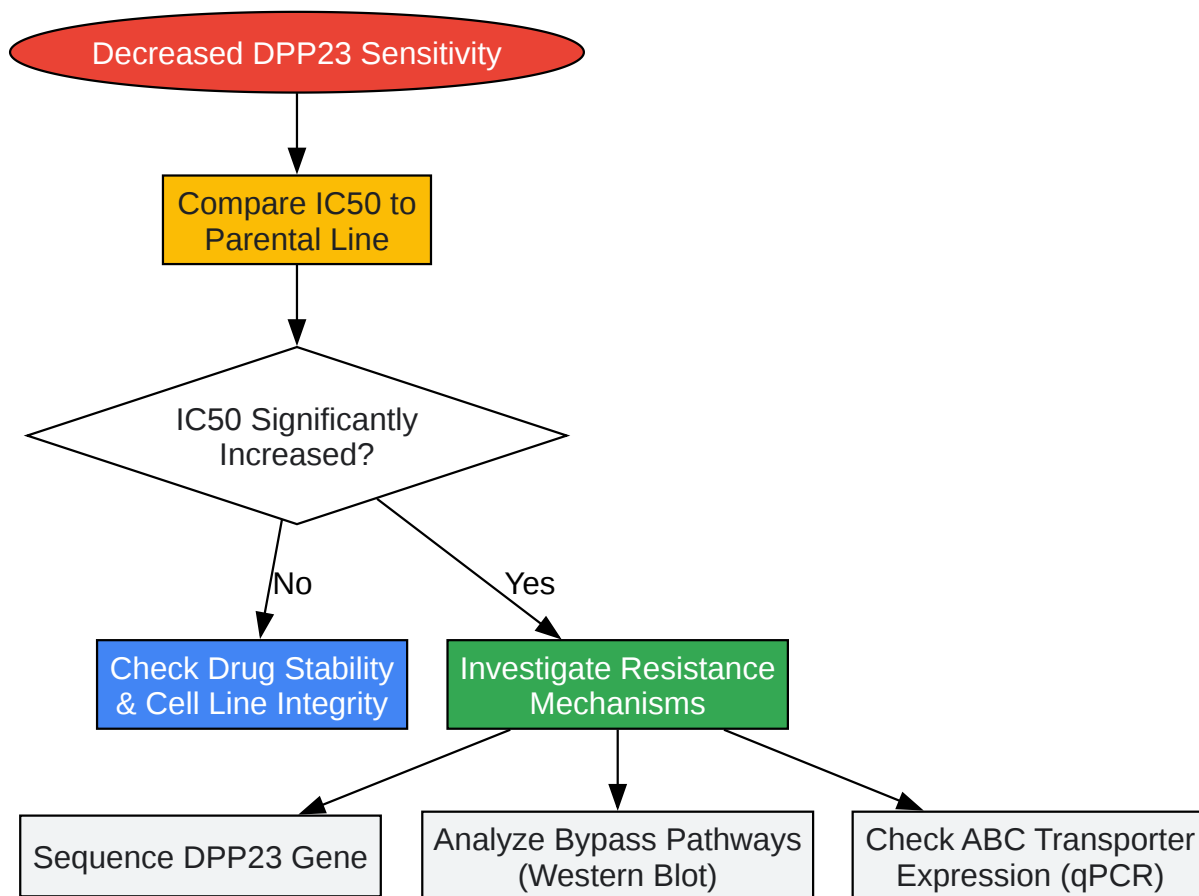 Decreased DPP23 Sensitivity
Compare IC50 to
Parental Line
IC50 Significantly
Increased?
No
Yes
Check Drug Stability
& Cell Line Integrity
Investigate Resistance
Mechanisms
Sequence DPP23 Gene
Analyze Bypass Pathways
(Western Blot)
Check ABC Transporter
Expression (qPCR)